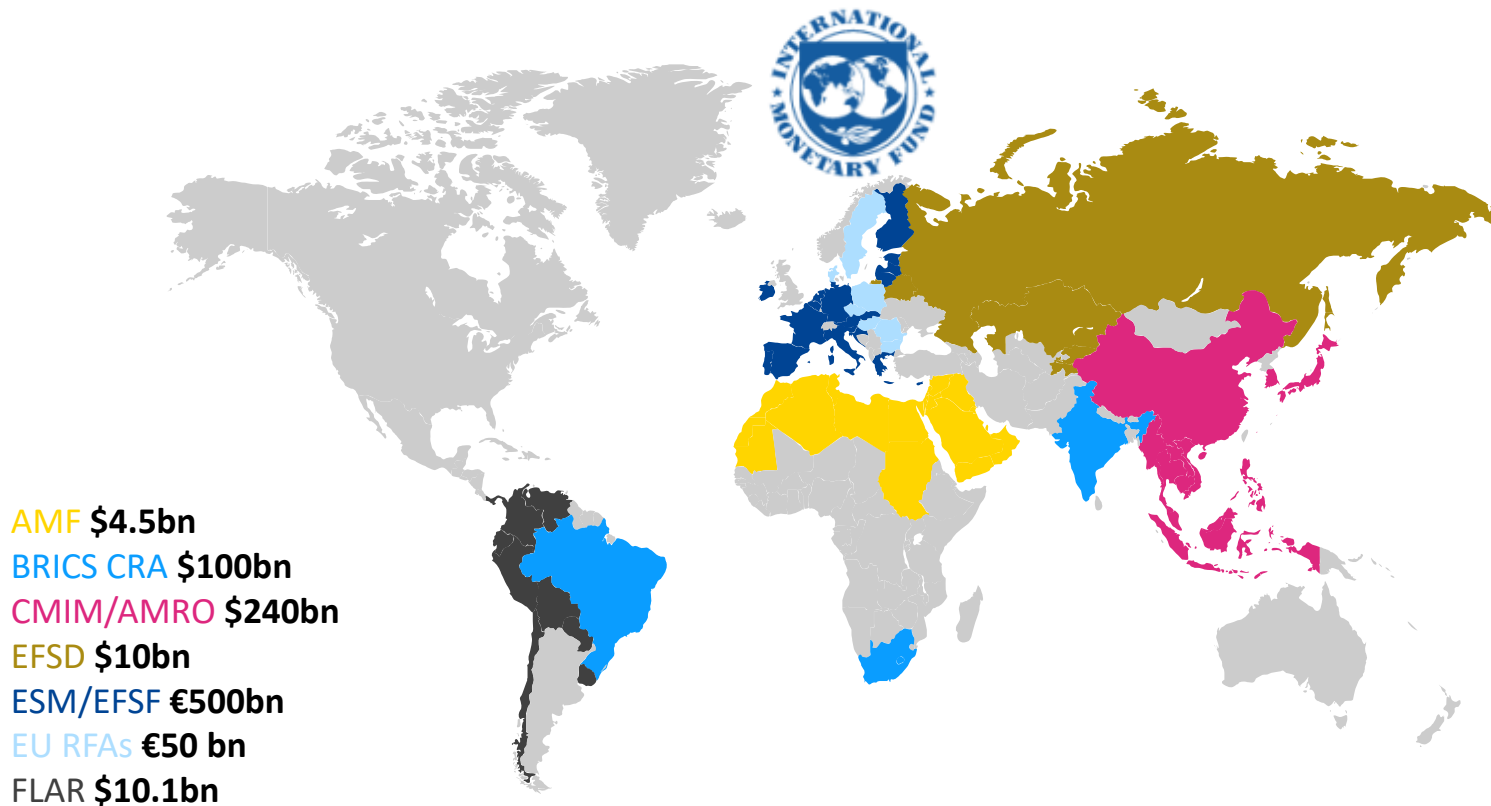 INTERNATIONAL
MONETARY FUND
AMF $4.5bn
BRICS CRA $100bn
CMIM/AMRO $240bn
EFSD $10bn
ESM/EFSF €500bn
EU RFAs €50 bn
FLAR $10.1bn